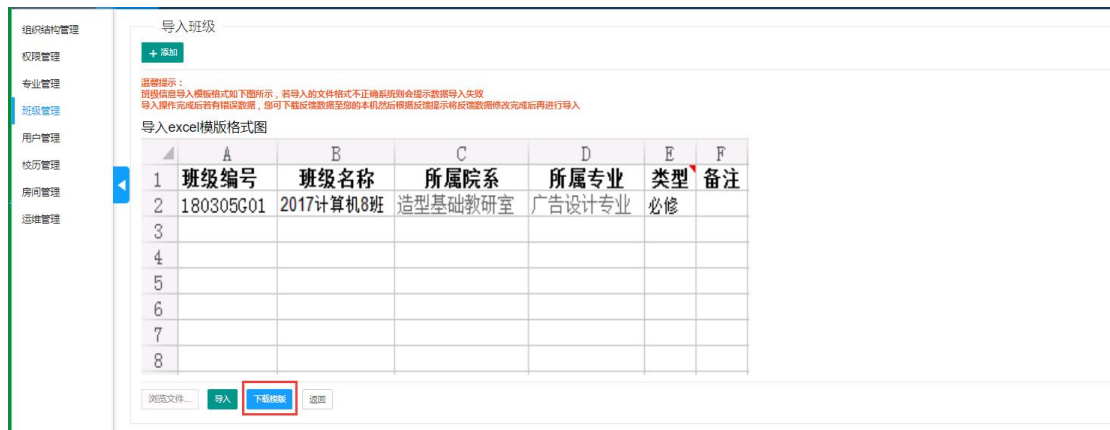 组织结构管理
权限管理
专业管理
班级管理
用户管理
校历管理
房间管理
运维管理
导入班级
+ 添加
温馨提示：
班级信息导入模板格式如下图所示，若导入的文件格式不正确系统则会提示数据导入失败
导入操作完成后若有错误数据，您可下载反馈数据至您的本机然后根据反馈提示将反馈数据修改完成后再进行导入
导入excel模版格式图
A B C D E F
1 班级编号 班级名称 所属院系 所属专业 类型 备注
2 180305G01 2017计算机8班 造型基础教研室 广告设计专业 必修
3
4
5
6
7
8
浏览文件... 导入 下载模版 返回